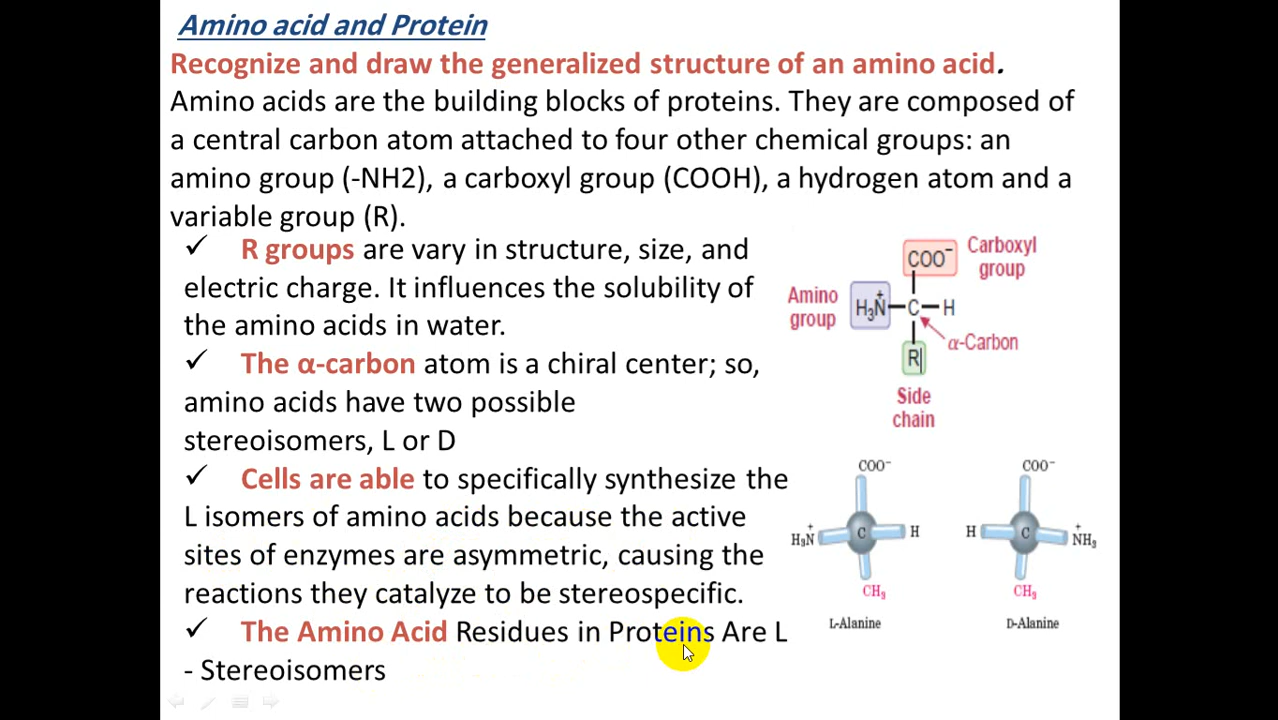 Amino acid and Protein
Recognize and draw the generalized structure of an amino acid.
Amino acids are the building blocks of proteins. They are composed of
a central carbon atom attached to four other chemical groups: an
amino group (-NH2), a carboxyl group (COOH), a hydrogen atom and a
variable group (R).
✓ R groups are vary in structure, size, and
electric charge. It influences the solubility of
the amino acids in water.
✓ The α-carbon atom is a chiral center; so,
amino acids have two possible
stereoisomers, L or D
✓ Cells are able to specifically synthesize the
L isomers of amino acids because the active
sites of enzymes are asymmetric, causing the
reactions they catalyze to be stereospecific.
✓ The Amino Acid Residues in Proteins Are L
- Stereoisomers
COO⁻ Carboxyl
group
Amino
group
H₃N⁺ C H
α-Carbon
R
Side
chain
COO⁻
H₃N⁺ C H
CH₃
L-Alanine
COO⁻
H C NH₃⁺
CH₃
D-Alanine